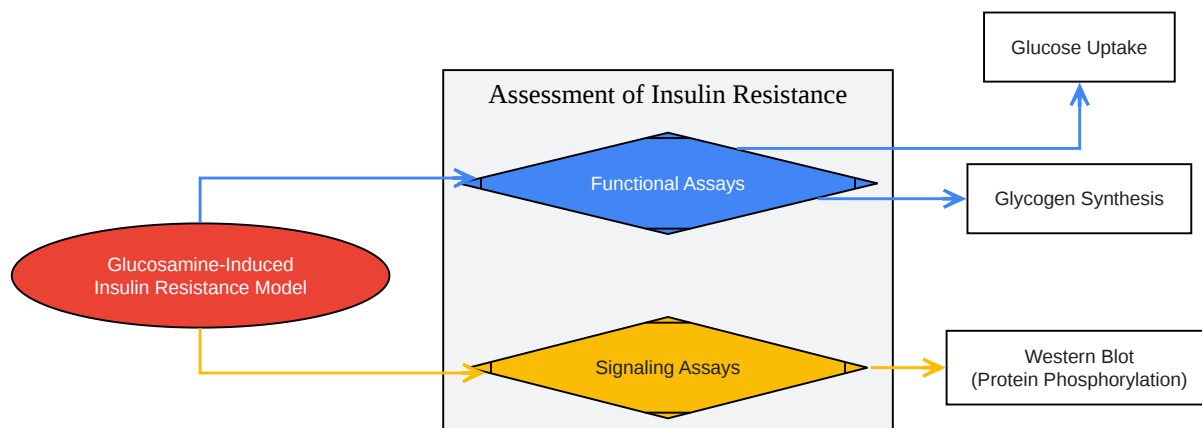 Glucose Uptake
Assessment of Insulin Resistance
Functional Assays
Glycogen Synthesis
Glucosamine-Induced
Insulin Resistance Model
Signaling Assays
Western Blot
(Protein Phosphorylation)